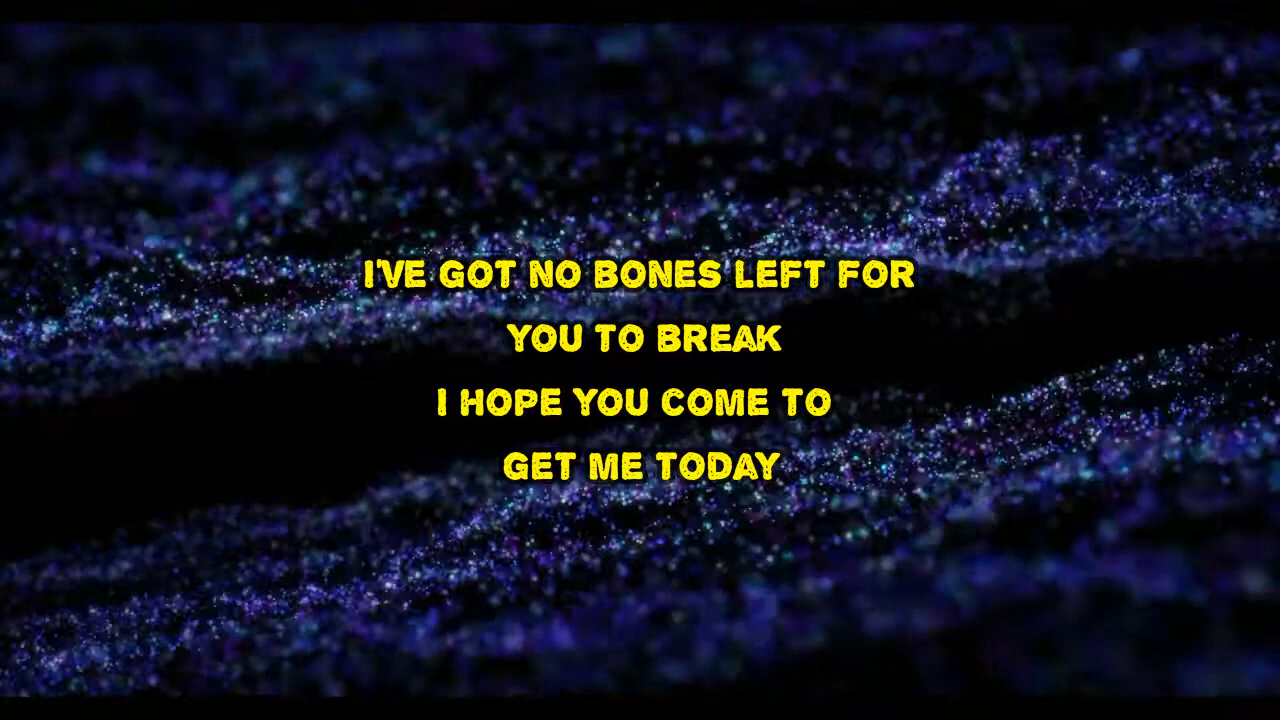 I'VE GOT NO BONES LEFT FOR
YOU TO BREAK
I HOPE YOU COME TO
GET ME TODAY